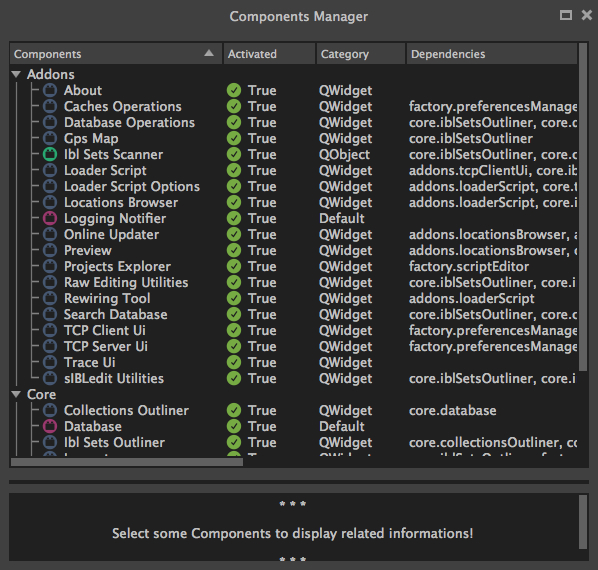 Components Manager
Components Activated Category Dependencies
Addons
About True QWidget
Caches Operations True QWidget factory.preferencesManage
Database Operations True QWidget core.iblSetsOutliner, core.c
Gps Map True QWidget core.iblSetsOutliner
Ibl Sets Scanner True QObject core.iblSetsOutliner, core.c
Loader Script True QWidget addons.tcpClientUi, core.ib
Loader Script Options True QWidget addons.loaderScript, core.t
Locations Browser True QWidget addons.loaderScript, core.ib
Logging Notifier True Default
Online Updater True QWidget addons.locationsBrowser, a
Preview True QWidget addons.locationsBrowser, c
Projects Explorer True QWidget factory.scriptEditor
Raw Editing Utilities True QWidget core.iblSetsOutliner, core.i
Rewiring Tool True QWidget addons.loaderScript
Search Database True QWidget core.iblSetsOutliner, core.c
TCP Client Ui True QWidget factory.preferencesManage
TCP Server Ui True QWidget factory.preferencesManage
Trace Ui True QWidget
sIBLedit Utilities True QWidget core.iblSetsOutliner, core.i
Core
Collections Outliner True QWidget core.database
Database True Default
Ibl Sets Outliner True QWidget core.collectionsOutliner, co
* * *
Select some Components to display related informations!
* * *